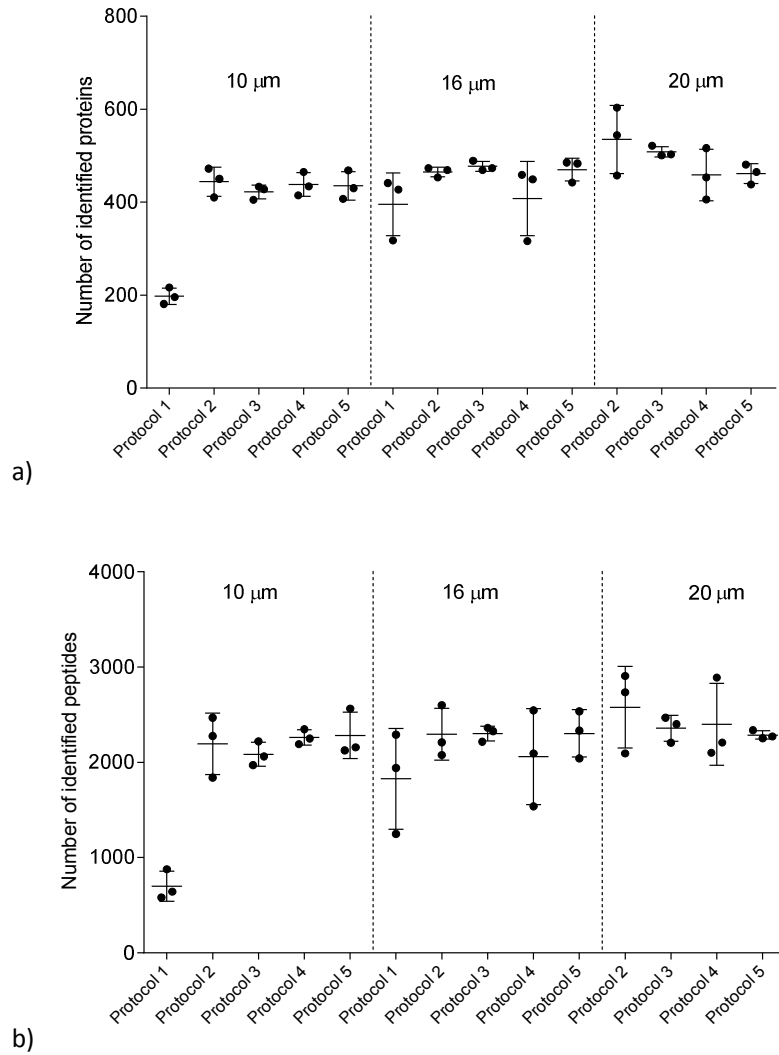 800
600
400
200
0
Number of identified proteins
10 μm
16 μm
20 μm
Protocol 1
Protocol 2
Protocol 3
Protocol 4
Protocol 5
Protocol 1
Protocol 2
Protocol 3
Protocol 4
Protocol 5
Protocol 2
Protocol 3
Protocol 4
Protocol 5
a)
4000
3000
2000
1000
0
Number of identified peptides
10 μm
16 μm
20 μm
Protocol 1
Protocol 2
Protocol 3
Protocol 4
Protocol 5
Protocol 1
Protocol 2
Protocol 3
Protocol 4
Protocol 5
Protocol 2
Protocol 3
Protocol 4
Protocol 5
b)